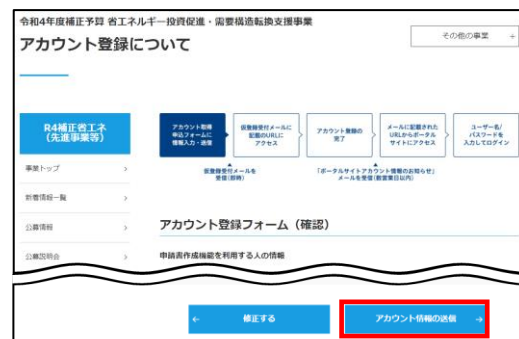 令和4年度補正予算 省エネルギー投資促進・需要構造転換支援事業
アカウント登録について
その他の事業 +
R4補正省エネ
（先進事業等）
事業トップ
新着情報一覧
公募情報
公募説明会
アカウント取得
申込フォームに
情報入力・送信
仮登録受付メールに
記載のURLに
アクセス
アカウント登録の
完了
メールに記載された
URLからポータル
サイトにアクセス
ユーザー名/
パスワードを
入力してログイン
仮登録受付メールを
受信(即時)
「ポータルサイトアカウント情報のお知らせ」
メールを受信(数営業日以内)
アカウント登録フォーム（確認）
申請書作成機能を利用する人の情報
← 修正する
アカウント情報の送信 →